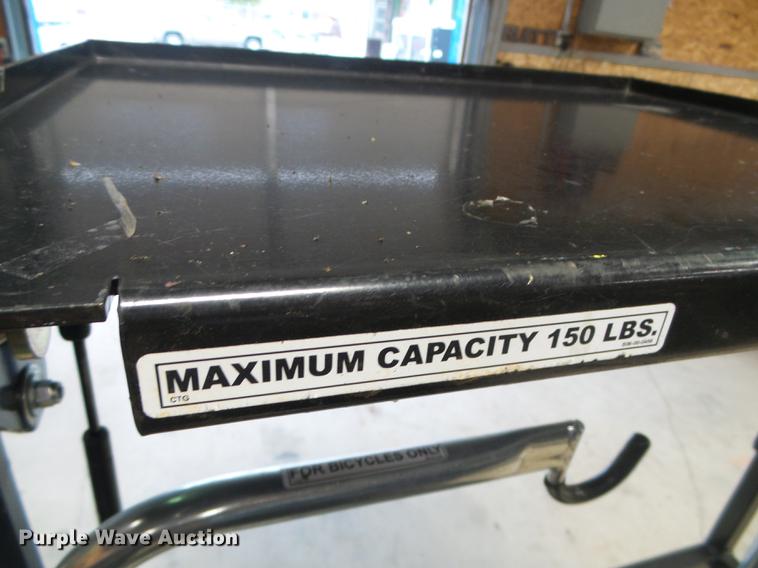 MAXIMUM CAPACITY 150 LBS.
CTG
FOR BICYCLES ONLY
Purple Wave Auction